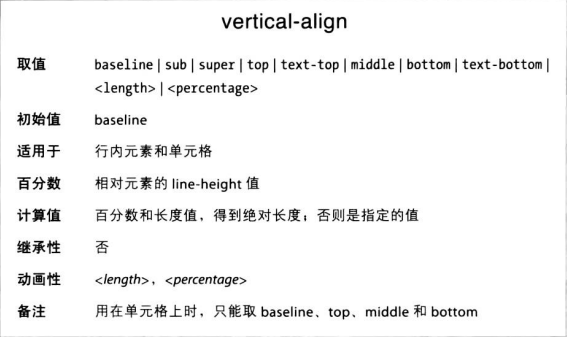 vertical-align
取值 baseline | sub | super | top | text-top | middle | bottom | text-bottom |
<length> | <percentage>
初始值 baseline
适用于 行内元素和单元格
百分数 相对元素的 line-height 值
计算值 百分数和长度值，得到绝对长度；否则是指定的值
继承性 否
动画性 <length>，<percentage>
备注 用在单元格上时，只能取 baseline、top、middle 和 bottom